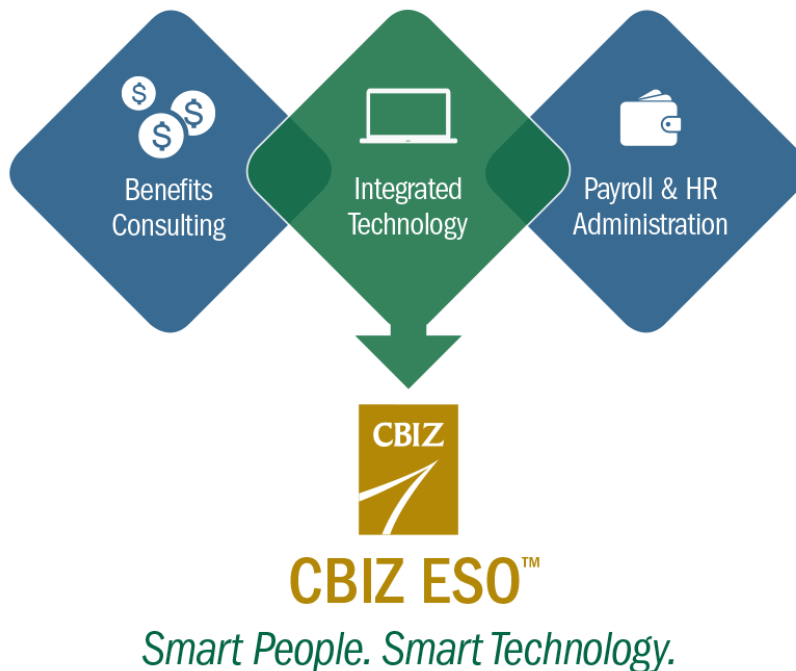 $
$
$
Benefits
Consulting
Integrated
Technology
Payroll & HR
Administration
CBIZ
CBIZ ESO™
Smart People. Smart Technology.